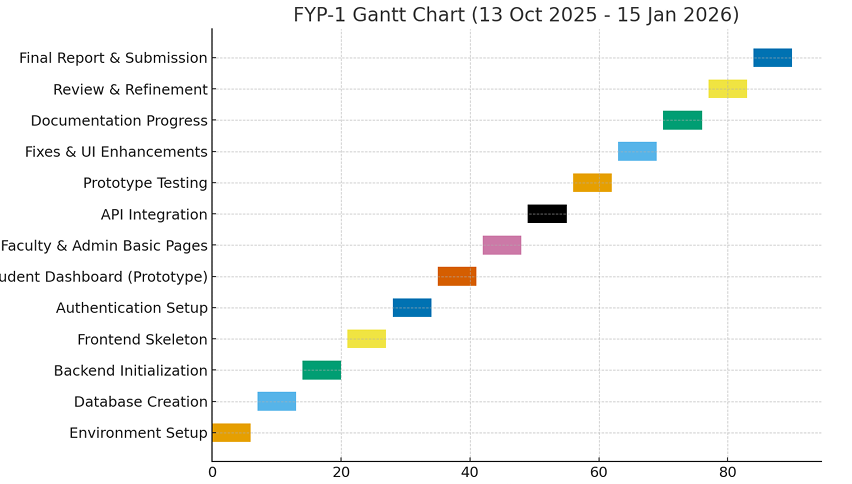 FYP-1 Gantt Chart (13 Oct 2025 - 15 Jan 2026)
Final Report & Submission
Review & Refinement
Documentation Progress
Fixes & UI Enhancements
Prototype Testing
API Integration
Faculty & Admin Basic Pages
udent Dashboard (Prototype)
Authentication Setup
Frontend Skeleton
Backend Initialization
Database Creation
Environment Setup
0 20 40 60 80